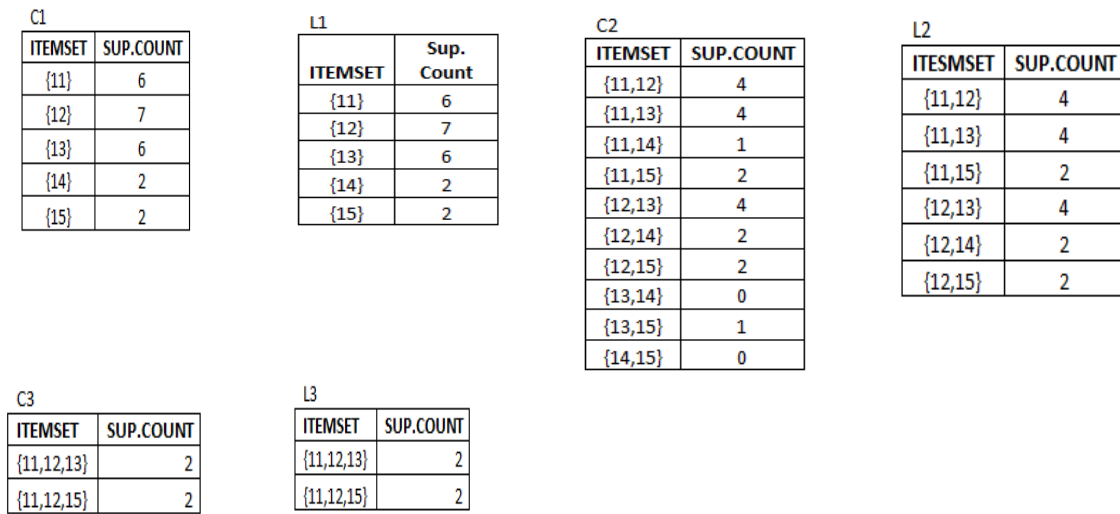 C1
ITEMSET SUP.COUNT
{11} 6
{12} 7
{13} 6
{14} 2
{15} 2
L1
ITEMSET Sup. Count
{11} 6
{12} 7
{13} 6
{14} 2
{15} 2
C2
ITEMSET SUP.COUNT
{11,12} 4
{11,13} 4
{11,14} 1
{11,15} 2
{12,13} 4
{12,14} 2
{12,15} 2
{13,14} 0
{13,15} 1
{14,15} 0
L2
ITESMSET SUP.COUNT
{11,12} 4
{11,13} 4
{11,15} 2
{12,13} 4
{12,14} 2
{12,15} 2
C3
ITEMSET SUP.COUNT
{11,12,13} 2
{11,12,15} 2
L3
ITEMSET SUP.COUNT
{11,12,13} 2
{11,12,15} 2